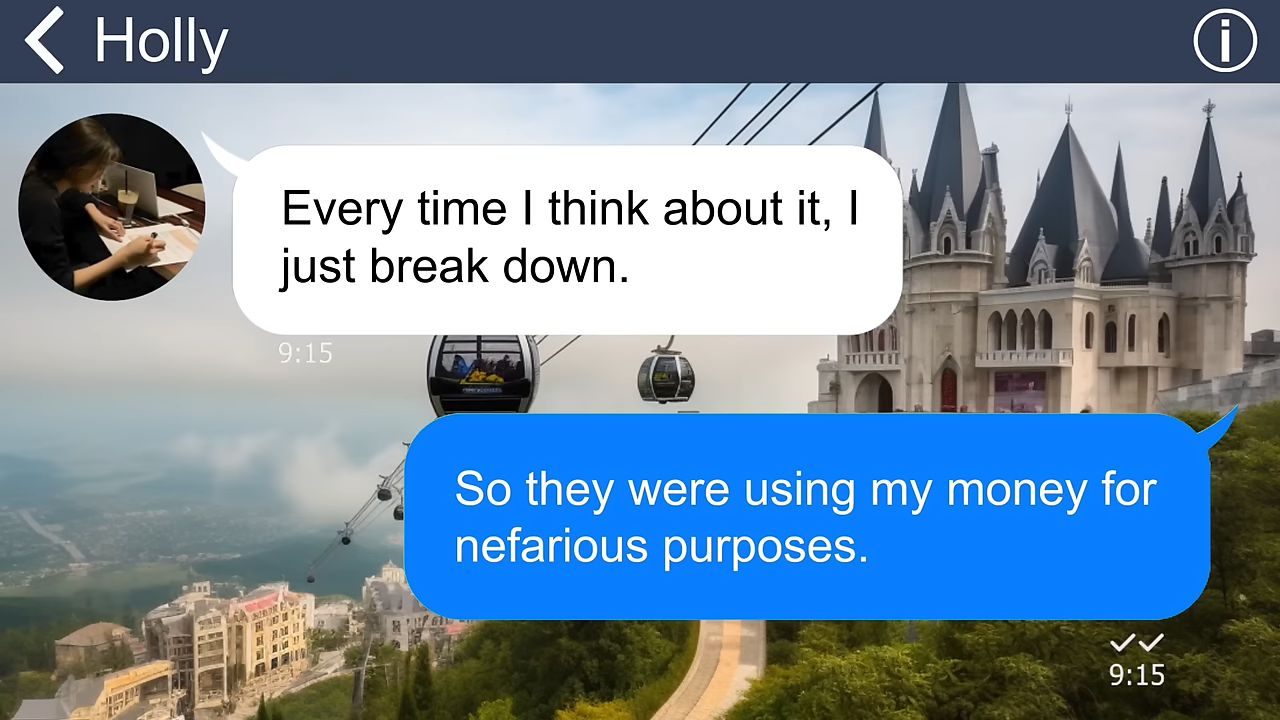 Holly
Every time I think about it, I
just break down.
9:15
So they were using my money for
nefarious purposes.
9:15